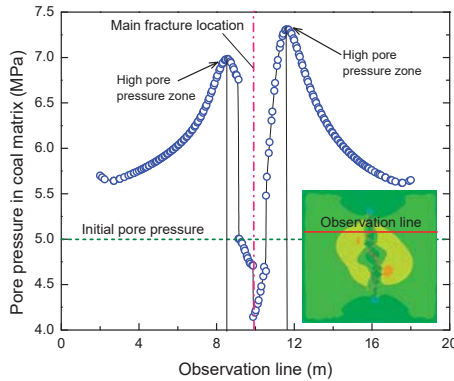 7.5
7.0
6.5
6.0
5.5
5.0
4.5
4.0
Pore pressure in coal matrix (MPa)
Main fracture location
High pore
pressure zone
High pore
pressure zone
Initial pore pressure
Observation line
0
4
8
12
16
20
Observation line (m)